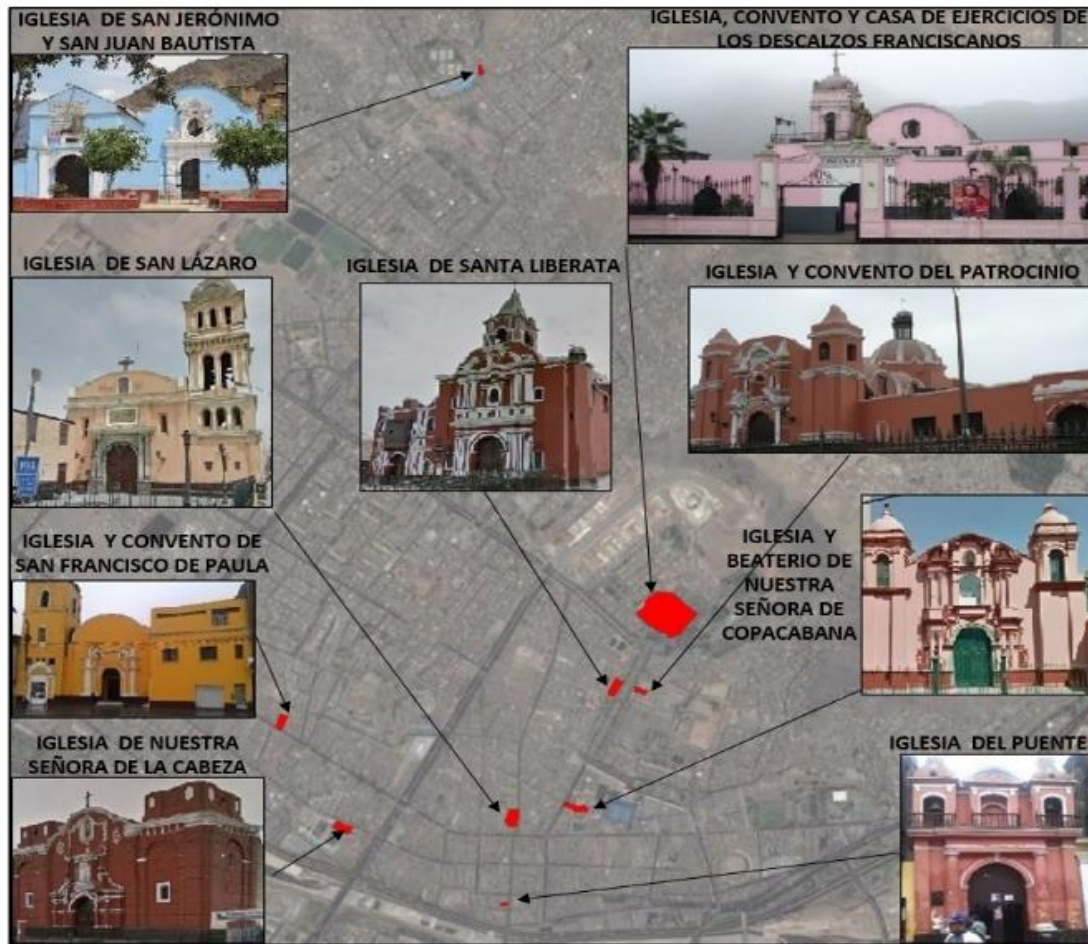 IGLESIA DE SAN JERÓNIMO
Y SAN JUAN BAUTISTA
IGLESIA, CONVENTO Y CASA DE EJERCICIOS DE
LOS DESCALZOS FRANCISCANOS
IGLESIA DE SAN LÁZARO
IGLESIA DE SANTA LIBERATA
IGLESIA Y CONVENTO DEL PATROCINIO
IGLESIA Y CONVENTO DE
SAN FRANCISCO DE PAULA
IGLESIA Y
BEATERIO DE
NUESTRA
SEÑORA DE
COPACABANA
IGLESIA DE NUESTRA
SEÑORA DE LA CABEZA
IGLESIA DEL PUENTE